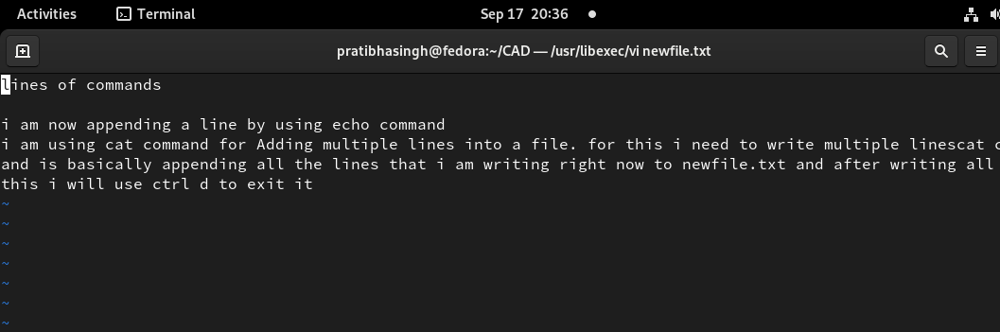 Activities Terminal Sep 17 20:36
pratibhasingh@fedora:~/CAD — /usr/libexec/vi newfile.txt
lines of commands
i am now appending a line by using echo command
i am using cat command for Adding multiple lines into a file. for this i need to write multiple linescat
and is basically appending all the lines that i am writing right now to newfile.txt and after writing all
this i will use ctrl d to exit it
~
~
~
~
~
~
~